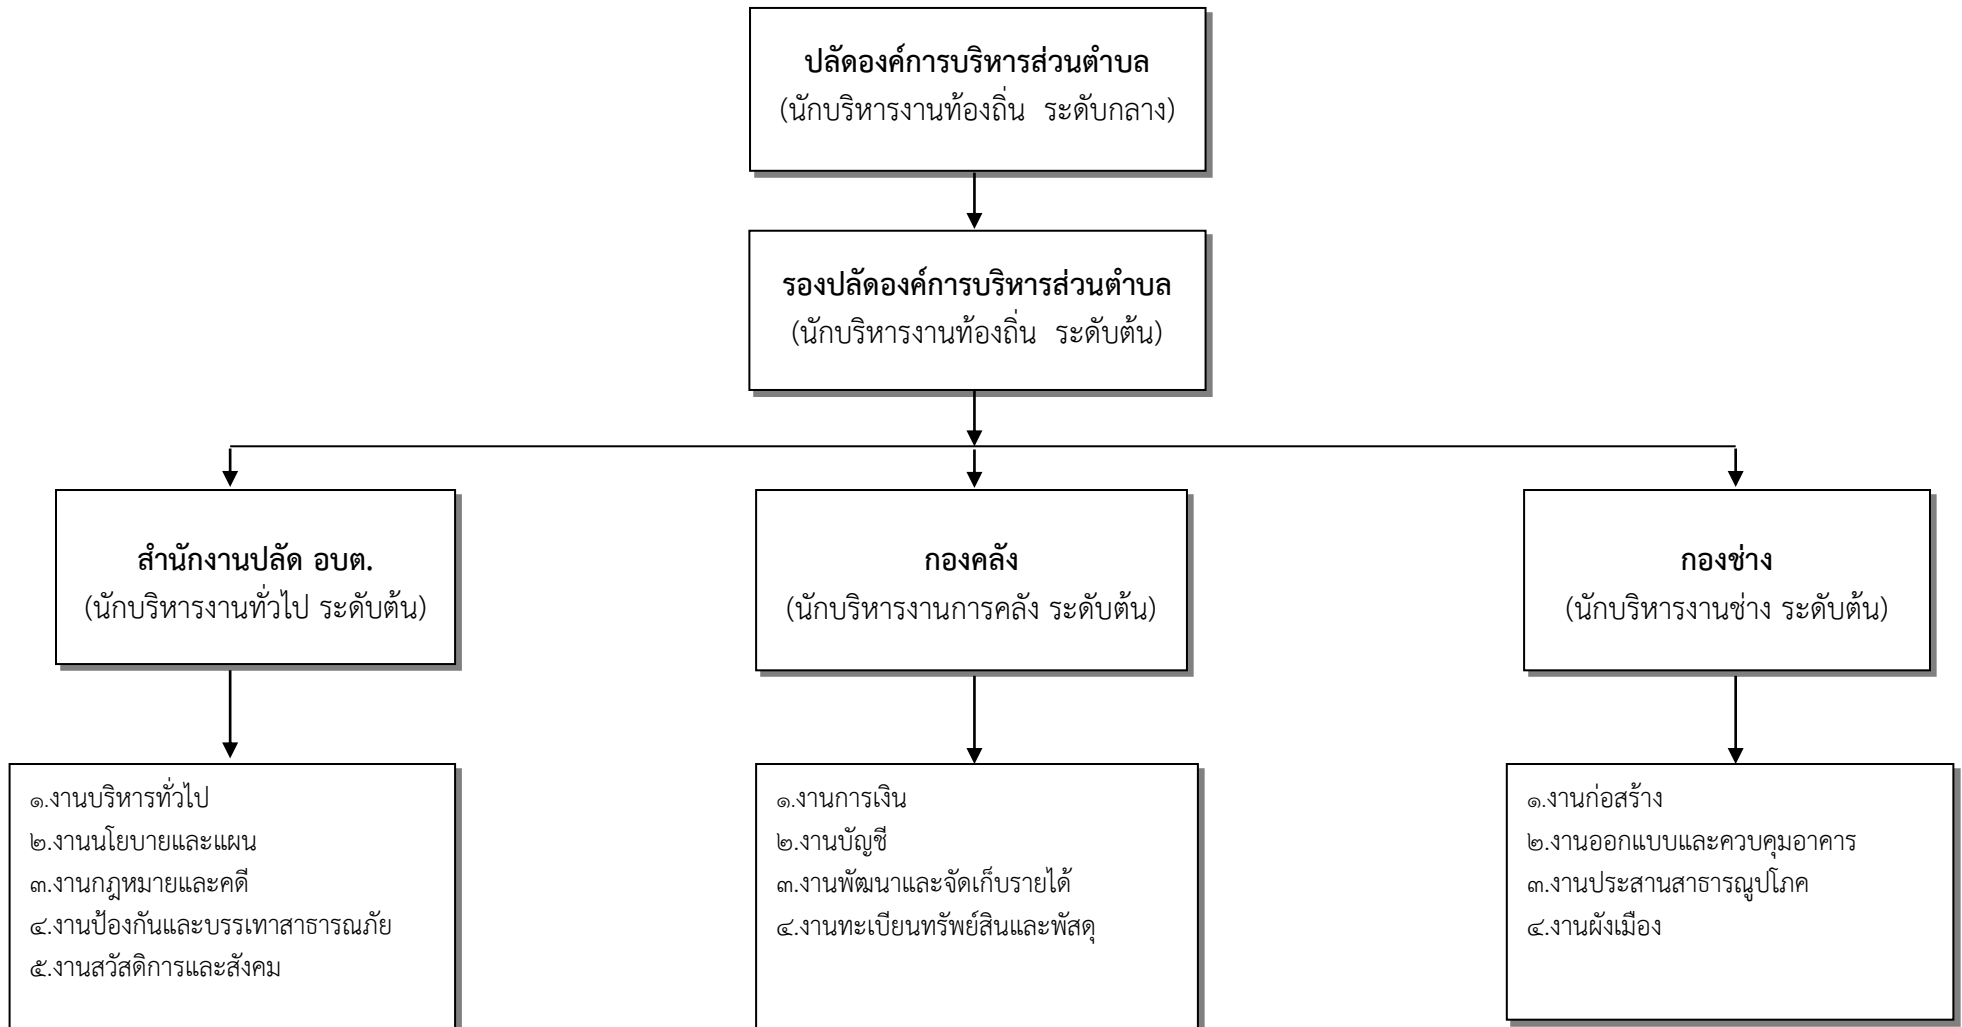 ปลัดองค์การบริหารส่วนตำบล
(นักบริหารงานท้องถิ่น ระดับกลาง)
รองปลัดองค์การบริหารส่วนตำบล
(นักบริหารงานท้องถิ่น ระดับต้น)
สำนักงานปลัด อบต.
(นักบริหารงานทั่วไป ระดับต้น)
กองคลัง
(นักบริหารงานการคลัง ระดับต้น)
กองช่าง
(นักบริหารงานช่าง ระดับต้น)
๑.งานบริหารทั่วไป
๒.งานนโยบายและแผน
๓.งานกฎหมายและคดี
๔.งานป้องกันและบรรเทาสาธารณภัย
๕.งานสวัสดิการและสังคม
๑.งานการเงิน
๒.งานบัญชี
๓.งานพัฒนาและจัดเก็บรายได้
๔.งานทะเบียนทรัพย์สินและพัสดุ
๑.งานก่อสร้าง
๒.งานออกแบบและควบคุมอาคาร
๓.งานประสานสาธารณูปโภค
๔.งานผังเมือง